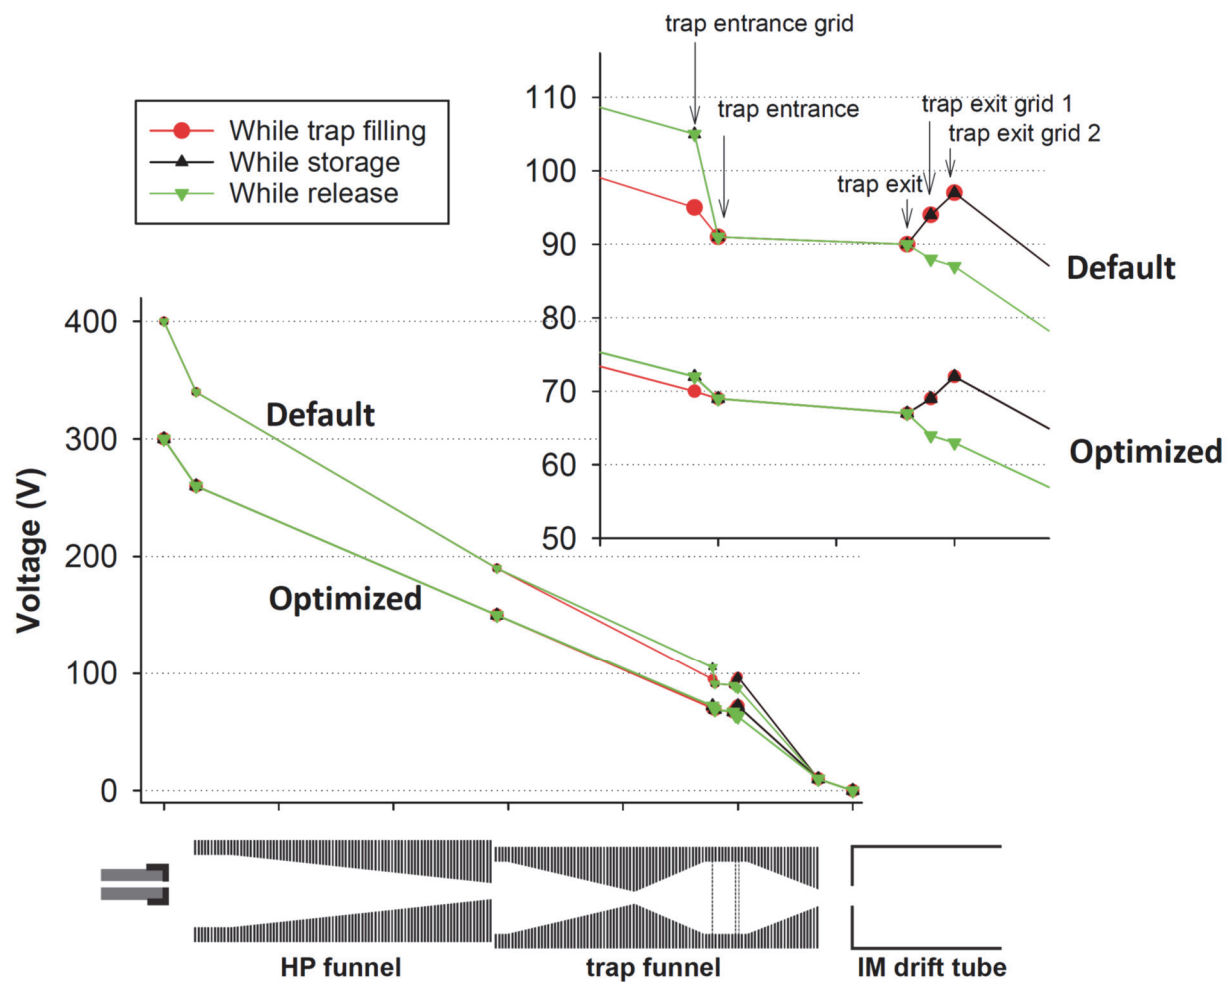 trap entrance grid
trap entrance
trap exit grid 1
trap exit grid 2
trap exit
While trap filling
While storage
While release
110
100
90
80
70
60
50
Default
Optimized
400
300
200
100
0
Voltage (V)
Default
Optimized
HP funnel
trap funnel
IM drift tube